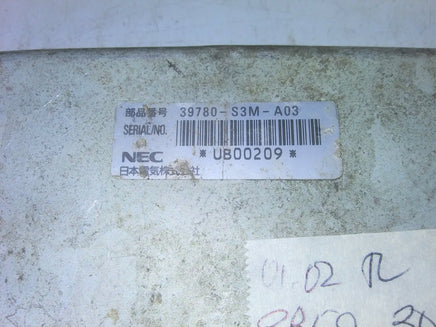 部品番号 39780-S3M-A03
SERIAL/NO.
* UB00209 *
NEC
日本電気株式会社
01.02 TL